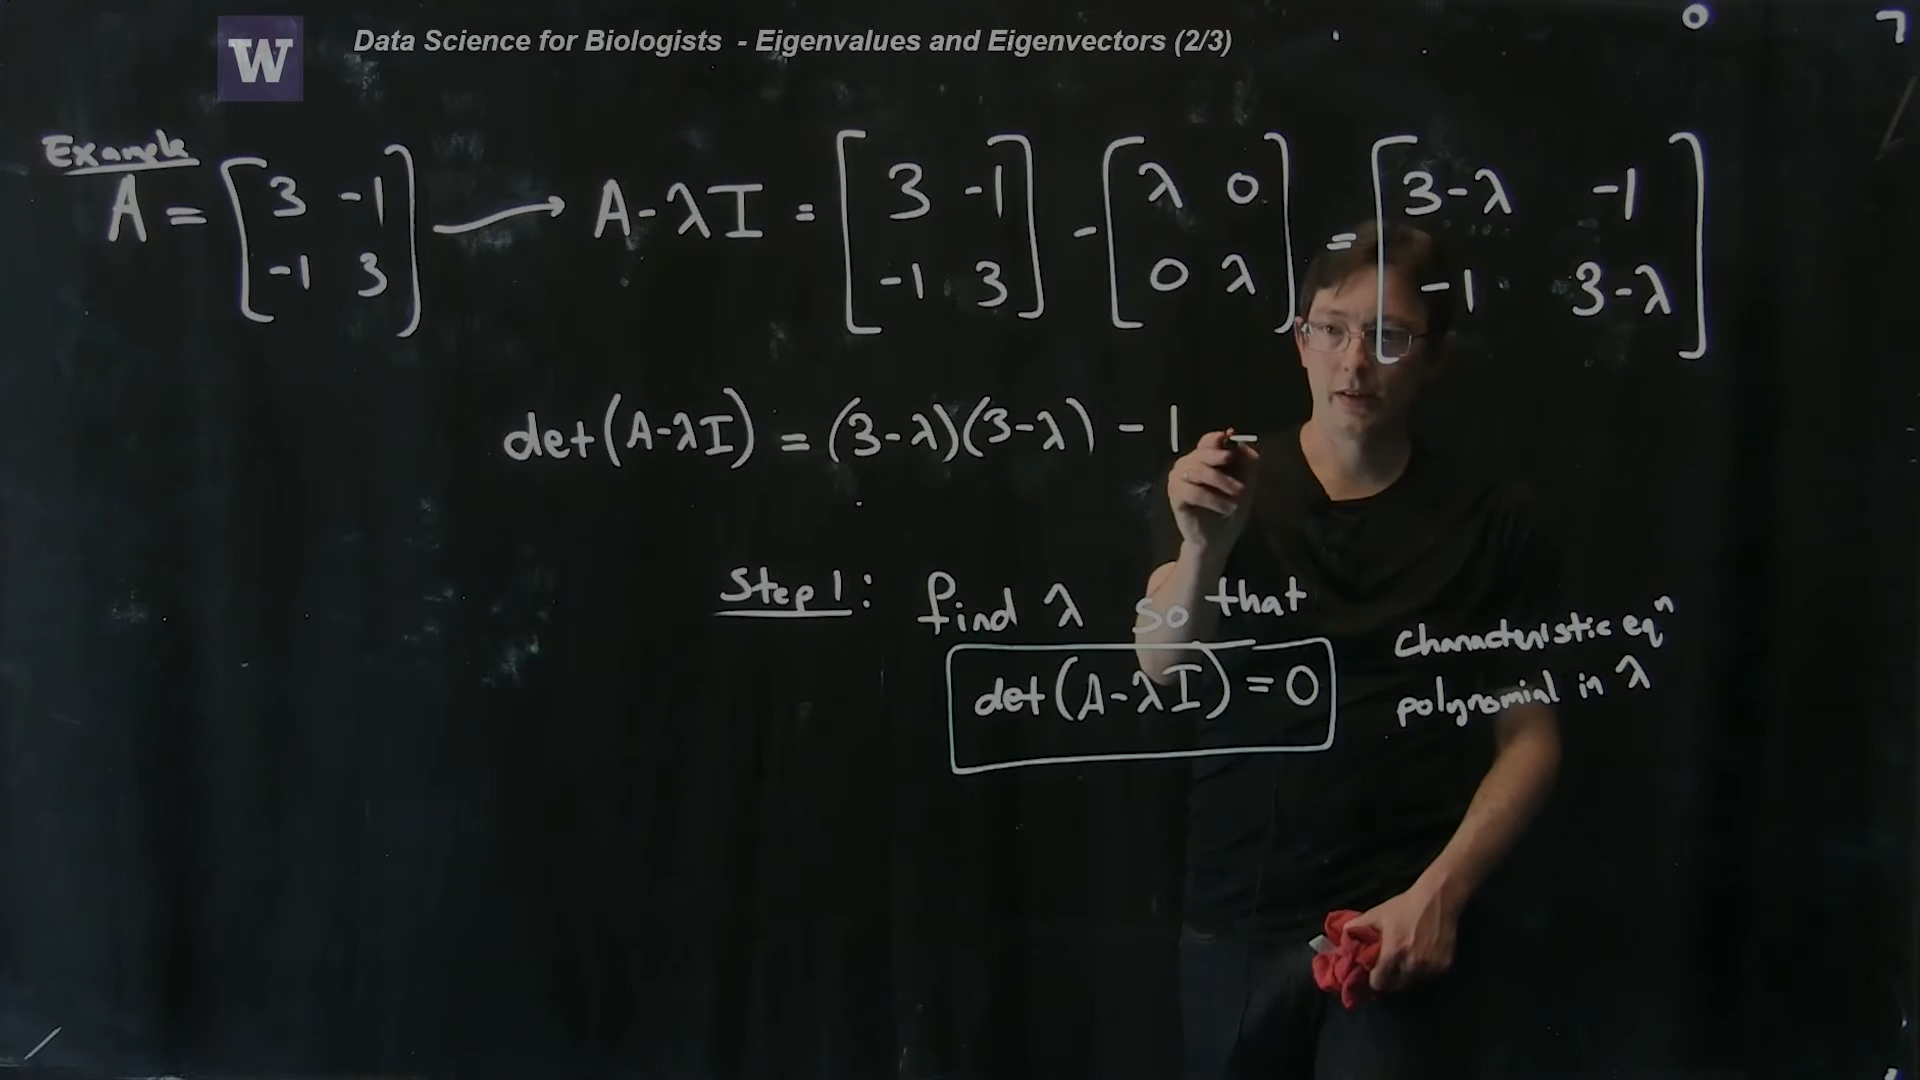 W
Data Science for Biologists - Eigenvalues and Eigenvectors (2/3)
Example
A = [3 -1; -1 3] → A-λI = [3 -1; -1 3] - [λ 0; 0 λ] = [3-λ -1; -1 3-λ]
det(A-λI) = (3-λ)(3-λ) - 1 =
Step 1: find λ so that
det(A-λI) = 0
Characteristic eqⁿ
polynomial in λ